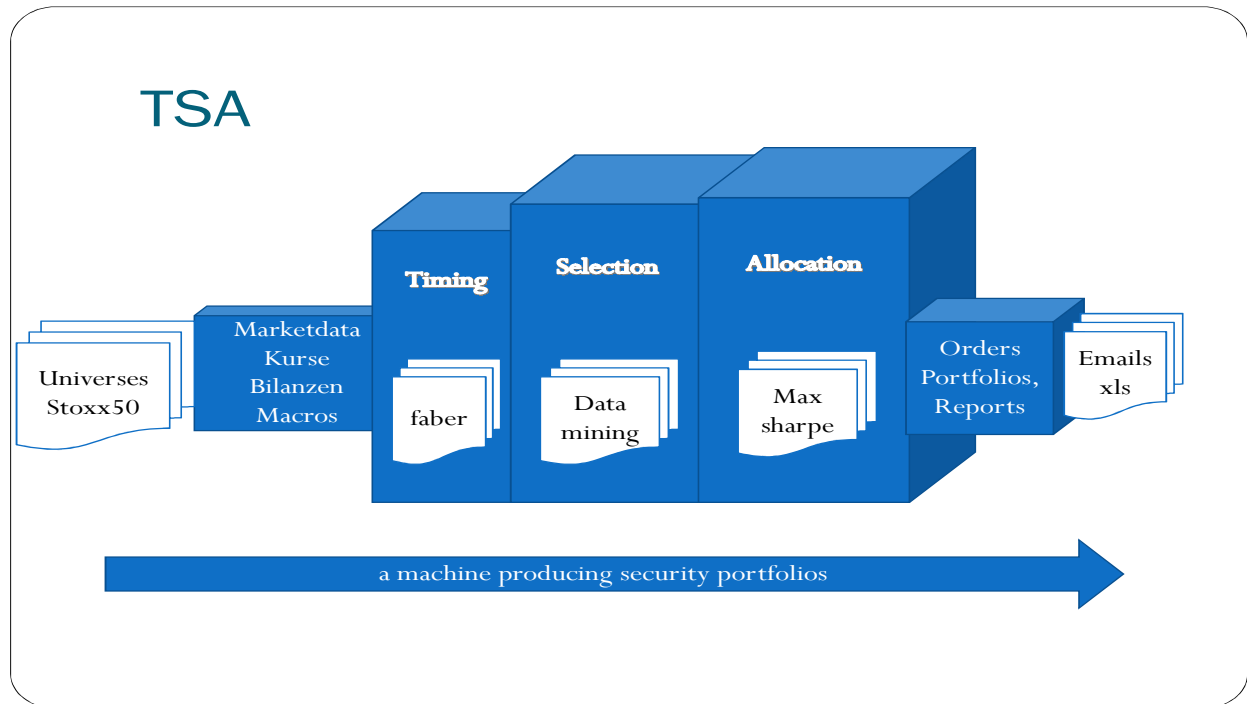 TSA
Universes
Stoxx50
Marketdata
Kurse
Bilanzen
Macros
Timing
faber
Selection
Data
mining
Allocation
Max
sharpe
Orders
Portfolios,
Reports
Emails
xls
a machine producing security portfolios